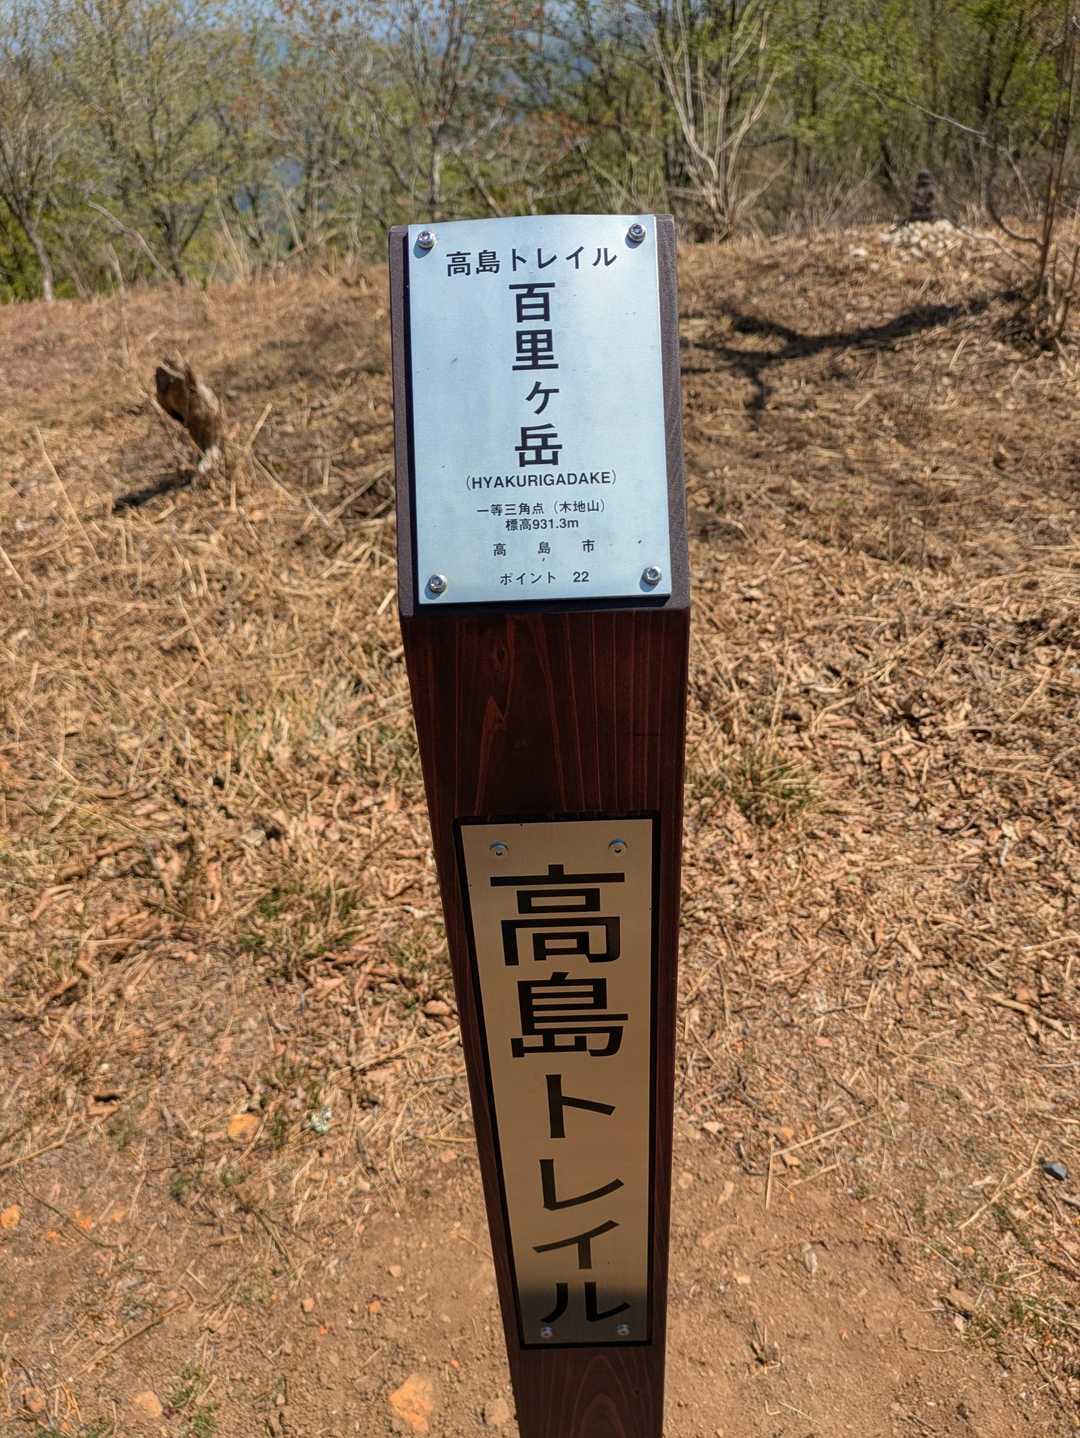 高島トレイル
百里ヶ岳
(HYAKURIGADAKE)
一等三角点（木地山）
標高931.3m
高島市
ポイント 22
高島トレイル